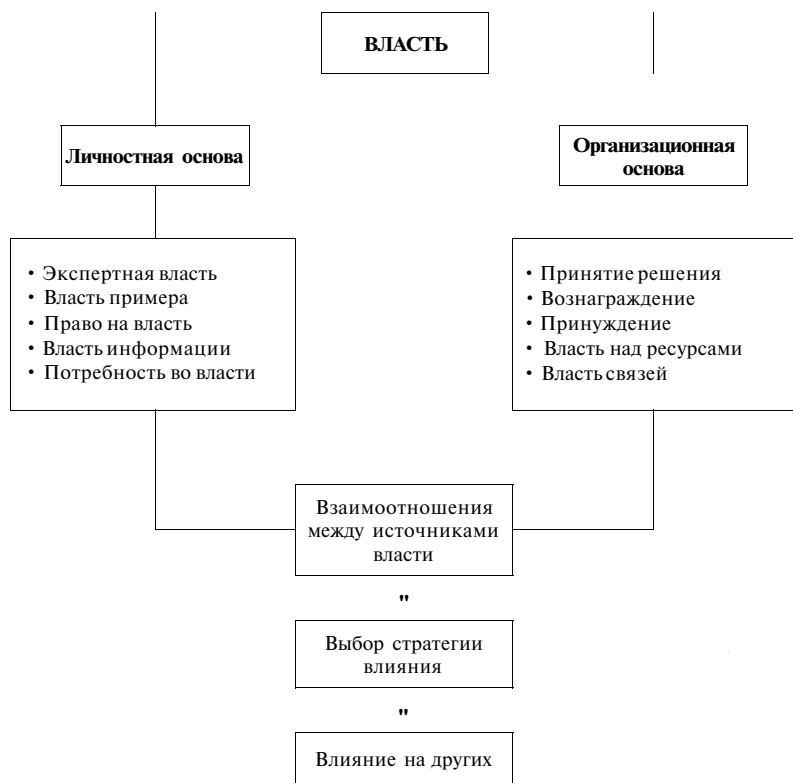 ВЛАСТЬ
Личностная основа
Организационная
основа
• Экспертная власть
• Власть примера
• Право на власть
• Власть информации
• Потребность во власти
• Принятие решения
• Вознаграждение
• Принуждение
• Власть над ресурсами
• Власть связей
Взаимоотношения
между источниками
власти
"
Выбор стратегии
влияния
"
Влияние на других